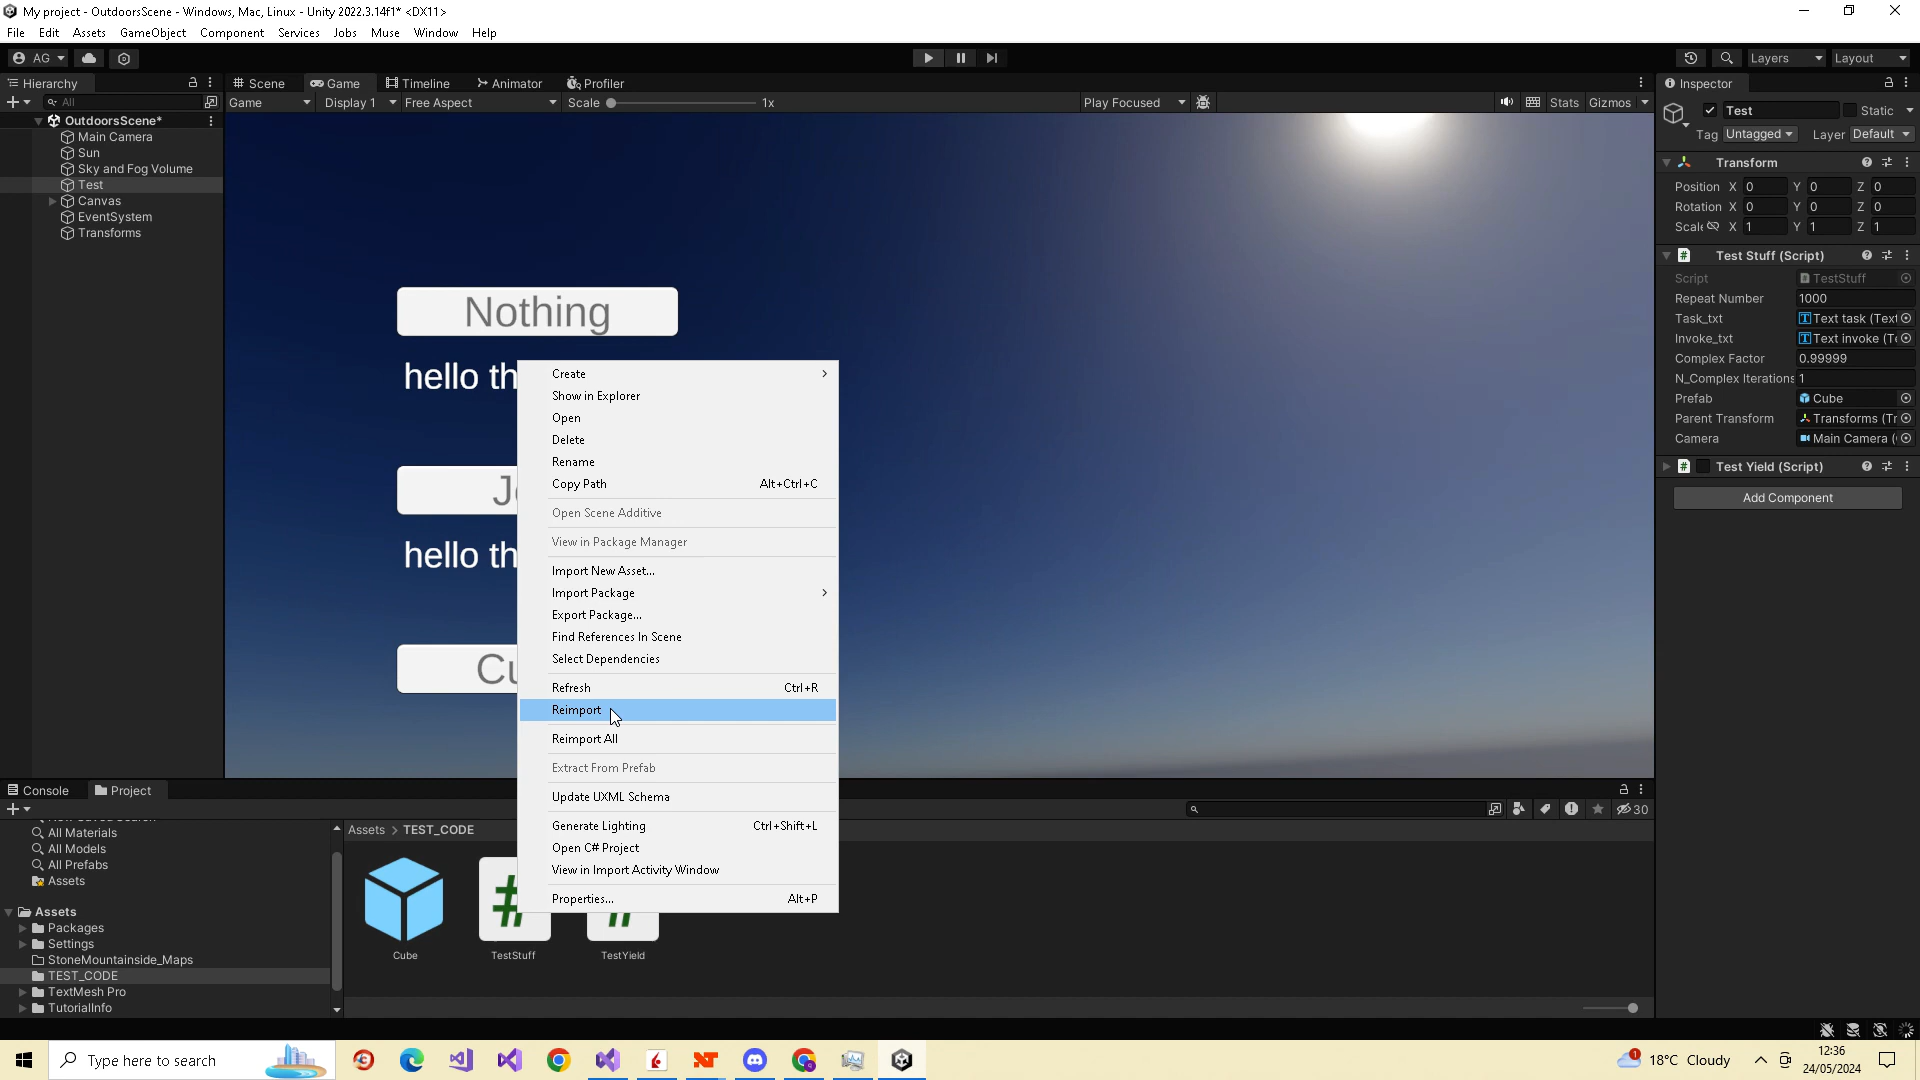 My project - OutdoorsScene - Windows, Mac, Linux - Unity 2022.3.14f1* <DX11>
File Edit Assets GameObject Component Services Jobs Muse Window Help
AG Layers Layout
Hierarchy Scene Game Timeline Animator Profiler Inspector
All Game Display 1 Free Aspect Scale 1x Play Focused Stats Gizmos
OutdoorsScene*
Main Camera
Sun
Sky and Fog Volume
Test
Canvas
EventSystem
Transforms
Test Static
Tag Untagged Layer Default
Transform
Position X 0 Y 0 Z 0
Rotation X 0 Y 0 Z 0
Scale X 1 Y 1 Z 1
Test Stuff (Script)
Script TestStuff
Repeat Number 1000
Task_txt Text task (Text
Invoke_txt Text invoke (Te
Complex Factor 0.99999
N_Complex Iterations 1
Prefab Cube
Parent Transform Transforms (Tr
Camera Main Camera (
Test Yield (Script)
Add Component
Nothing
hello th
hello th
Create
Show in Explorer
Open
Delete
Rename
Copy Path Alt+Ctrl+C
Open Scene Additive
View in Package Manager
Import New Asset...
Import Package
Export Package...
Find References In Scene
Select Dependencies
Refresh Ctrl+R
Reimport
Reimport All
Extract From Prefab
Update UXML Schema
Generate Lighting Ctrl+Shift+L
Open C# Project
View in Import Activity Window
Properties... Alt+P
Console Project
30
All Materials
All Models
All Prefabs
Assets
Assets
Packages
Settings
StoneMountainside_Maps
TEST_CODE
TextMesh Pro
TutorialInfo
Assets > TEST_CODE
Cube TestStuff TestYield
Type here to search
1 18°C Cloudy
12:36
24/05/2024